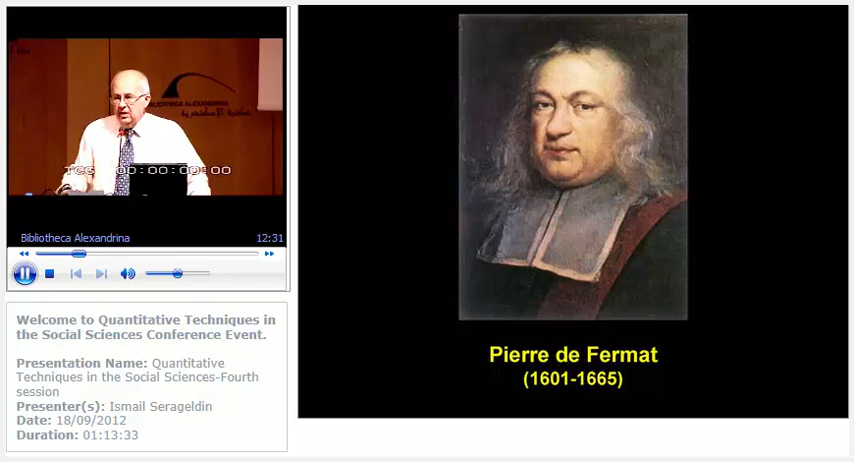 BIBLIOTHECA ALEXANDRINA
مكتبة الإسكندرية
TCG 00:00:00:00
Bibliotheca Alexandrina 12:31
Welcome to Quantitative Techniques in
the Social Sciences Conference Event.
Presentation Name: Quantitative
Techniques in the Social Sciences-Fourth
session
Presenter(s): Ismail Serageldin
Date: 18/09/2012
Duration: 01:13:33
Pierre de Fermat
(1601-1665)